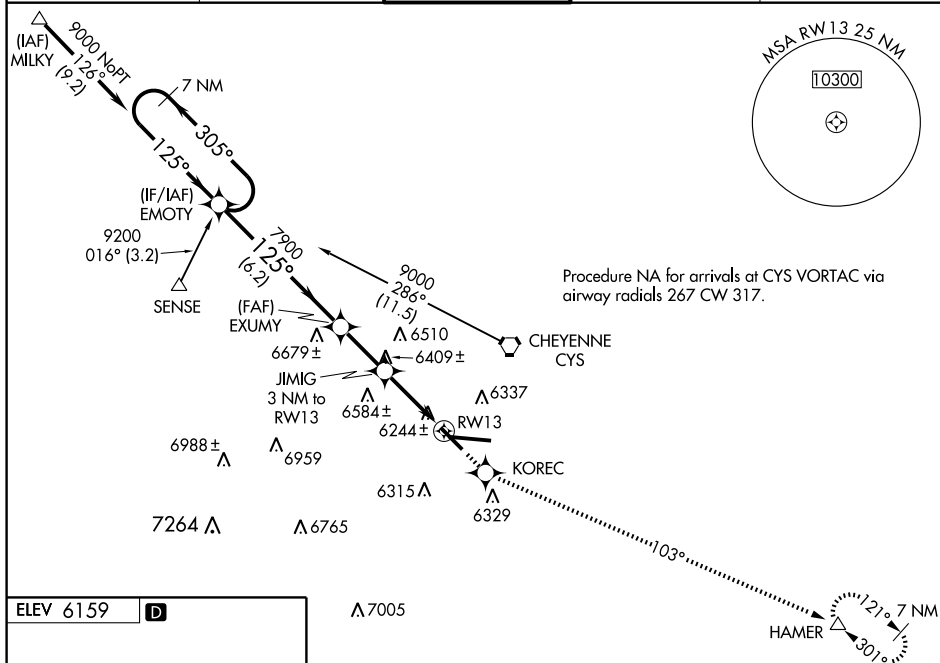 (IAF)
MILKY
9000 NoPT
126°
(9.2)
7 NM
305°
125°
(IF/IAF)
EMOTY
9200
016° (3.2)
SENSE
7900
125°
(6.2)
9000
286°
(11.5)
(FAF)
EXUMY
6679±
6510
6409±
CHEYENNE
CYS
JIMIG
3 NM to
RW13
6584±
6337
6244±
RW13
6988±
6959
KOREC
6315
6329
7264
6765
103°
7005
HAMER
121°
7 NM
301°
MSA RW13 25 NM
10300
Procedure NA for arrivals at CYS VORTAC via
airway radials 267 CW 317.
ELEV 6159 D